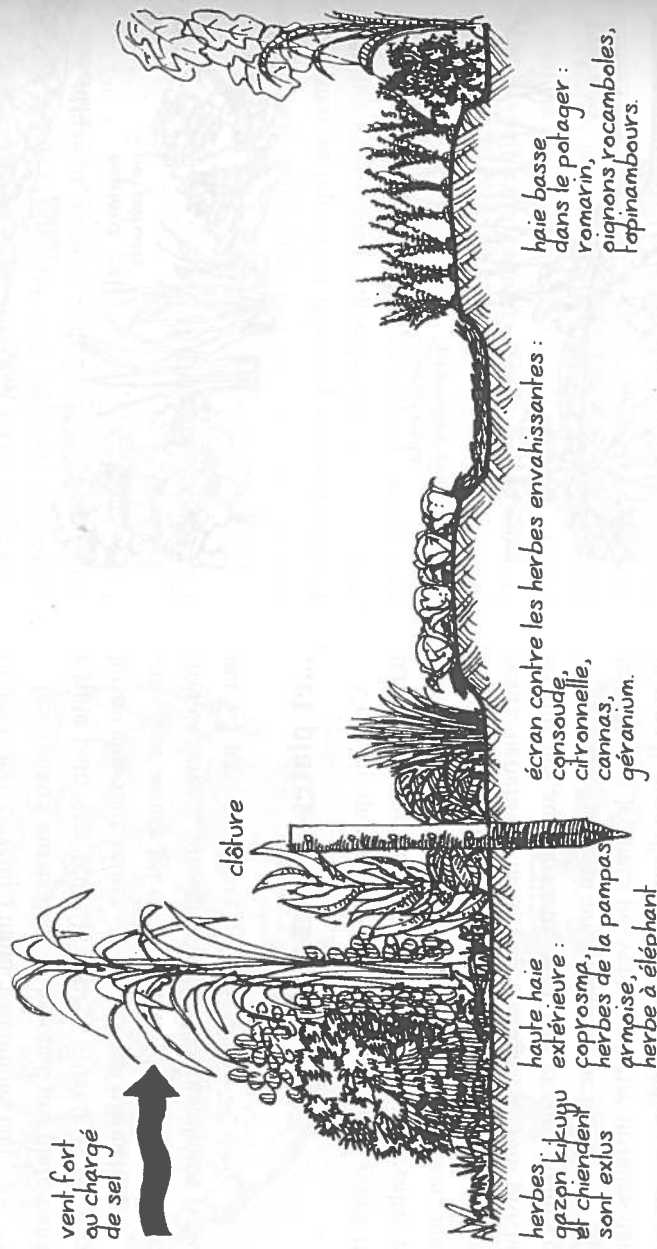 vent fort
ou chargé
de sel
clôture
herbes
gazon kikuyu
et chiendent
sont exlus
haute haie
extérieure :
coprosma,
herbes de la pampas
armoise,
herbe à éléphant
écran contre les herbes envahissantes :
consoude,
citronnelle,
cannas,
géranium.
haie basse
dans le potager :
romarin,
oignons rocamboles,
topinambours.